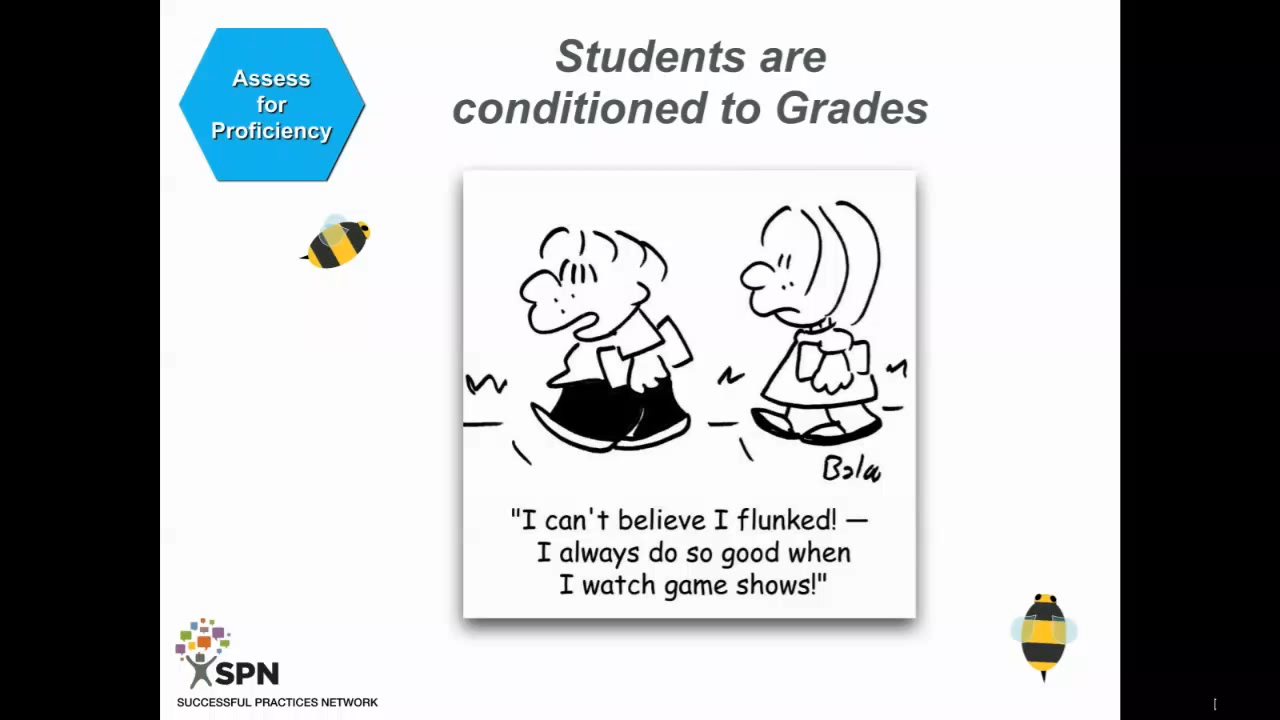 Assess
for
Proficiency
Students are
conditioned to Grades
"I can't believe I flunked! —
I always do so good when
I watch game shows!"
SPN
SUCCESSFUL PRACTICES NETWORK